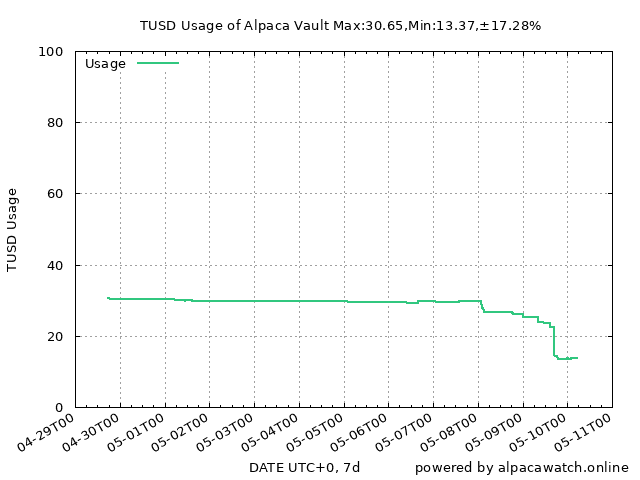 TUSD Usage of Alpaca Vault Max:30.65,Min:13.37,±17.28%
Usage
100
80
60
40
20
0
TUSD Usage
04-29T00
04-30T00
05-01T00
05-02T00
05-03T00
05-04T00
05-05T00
05-06T00
05-07T00
05-08T00
05-09T00
05-10T00
05-11T00
DATE UTC+0, 7d
powered by alpacawatch.online